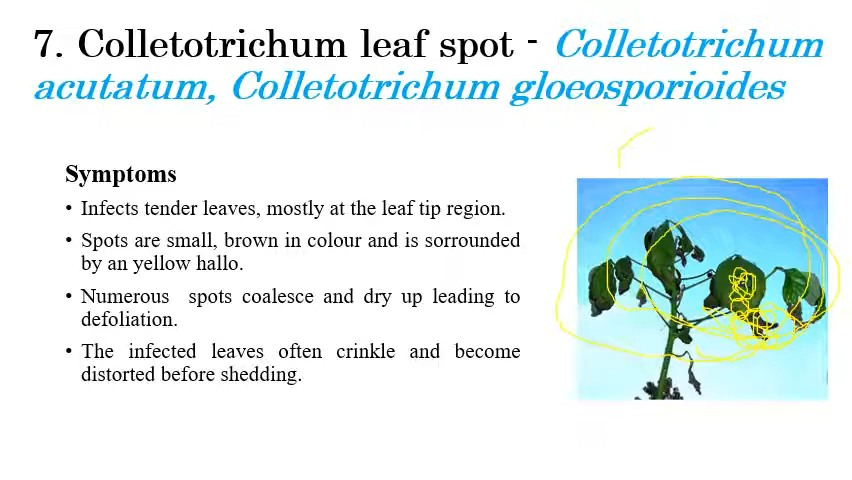 7. Colletotrichum leaf spot - Colletotrichum
acutatum, Colletotrichum gloeosporioides
Symptoms
• Infects tender leaves, mostly at the leaf tip region.
• Spots are small, brown in colour and is sorrounded
by an yellow hallo.
• Numerous spots coalesce and dry up leading to
defoliation.
• The infected leaves often crinkle and become
distorted before shedding.